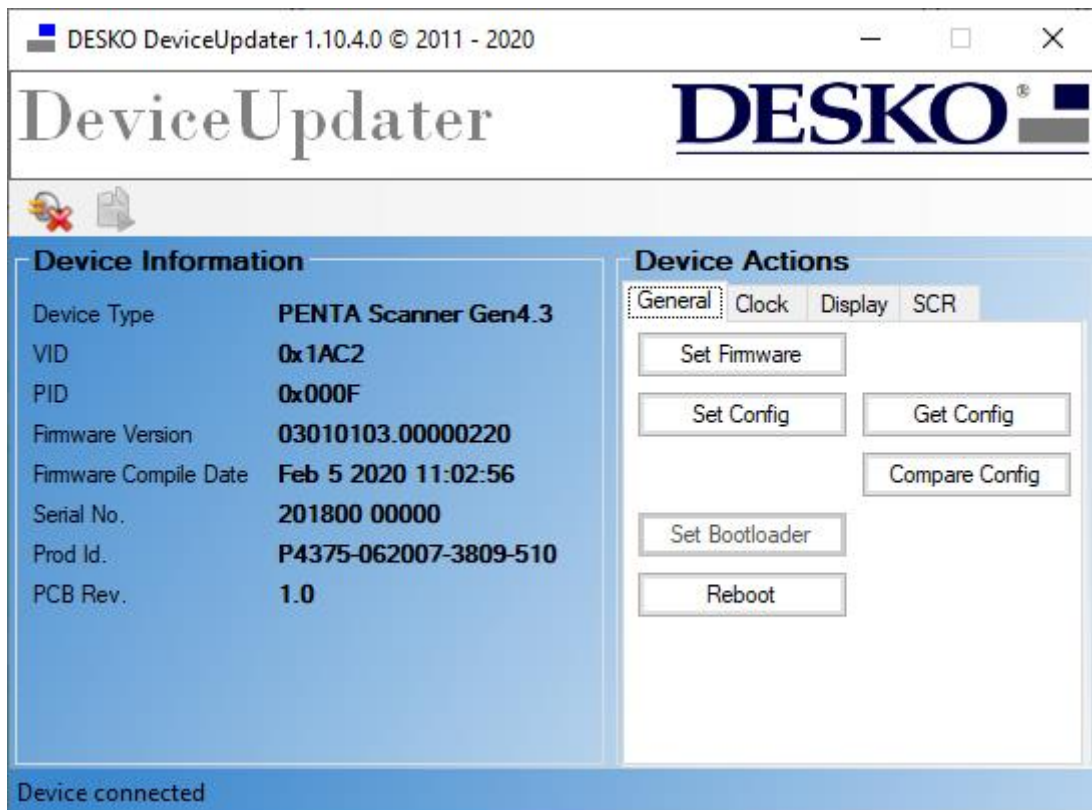 DESKO DeviceUpdater 1.10.4.0 © 2011 - 2020
DeviceUpdater
DESKO®
Device Information
Device Type PENTA Scanner Gen4.3
VID 0x1AC2
PID 0x000F
Firmware Version 03010103.00000220
Firmware Compile Date Feb 5 2020 11:02:56
Serial No. 201800 00000
Prod Id. P4375-062007-3809-510
PCB Rev. 1.0
Device Actions
General Clock Display SCR
Set Firmware
Set Config Get Config
Compare Config
Set Bootloader
Reboot
Device connected